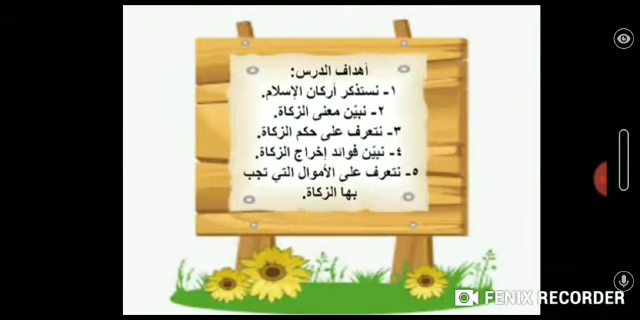 أهداف الدرس:
١- نستذكر أركان الإسلام.
٢- نبيّن معنى الزكاة.
٣- نتعرف على حكم الزكاة.
٤- نبيّن فوائد إخراج الزكاة.
٥- نتعرف على الأموال التي تجب
بها الزكاة.
FENIX RECORDER